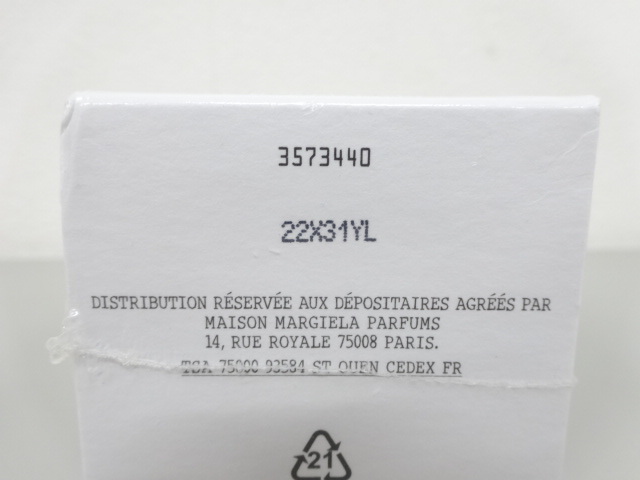 3573440
22X31YL
DISTRIBUTION RÉSERVÉE AUX DÉPOSITAIRES AGRÉÉS PAR
MAISON MARGIELA PARFUMS
14, RUE ROYALE 75008 PARIS.
TSA 75000 93584 ST OUEN CEDEX FR
21